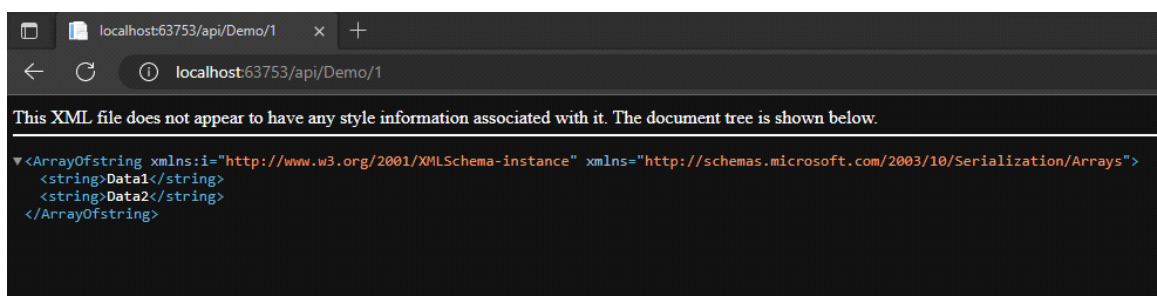 localhost:63753/api/Demo/1
localhost:63753/api/Demo/1
This XML file does not appear to have any style information associated with it. The document tree is shown below.
▼<ArrayOfstring xmlns:i="http://www.w3.org/2001/XMLSchema-instance" xmlns="http://schemas.microsoft.com/2003/10/Serialization/Arrays">
<string>Data1</string>
<string>Data2</string>
</ArrayOfstring>